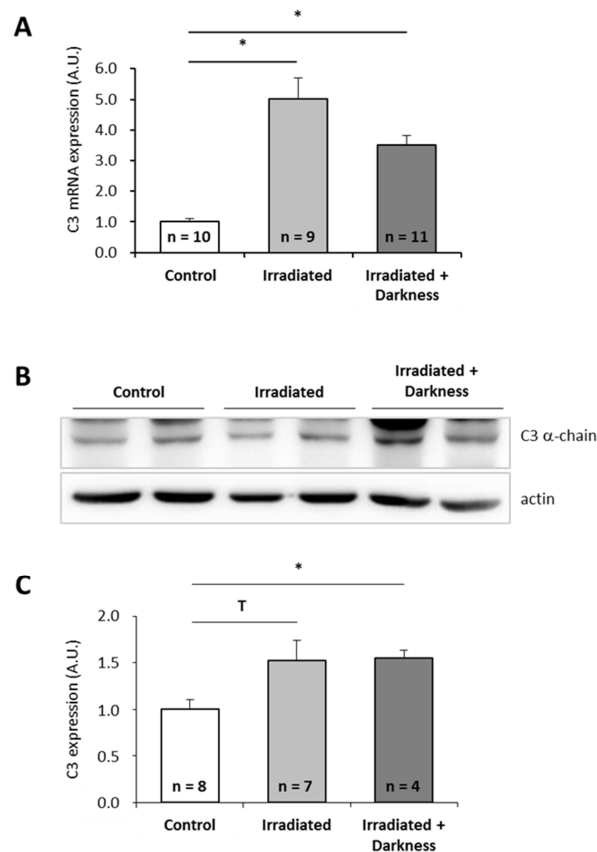 A
*
*
C3 mRNA expression (A.U.)
6.0
5.0
4.0
3.0
2.0
1.0
0.0
n = 10
n = 9
n = 11
Control
Irradiated
Irradiated +
Darkness
B
Control
Irradiated
Irradiated +
Darkness
C3 α-chain
actin
C
*
T
C3 expression (A.U.)
2.0
1.5
1.0
0.5
0.0
n = 8
n = 7
n = 4
Control
Irradiated
Irradiated +
Darkness